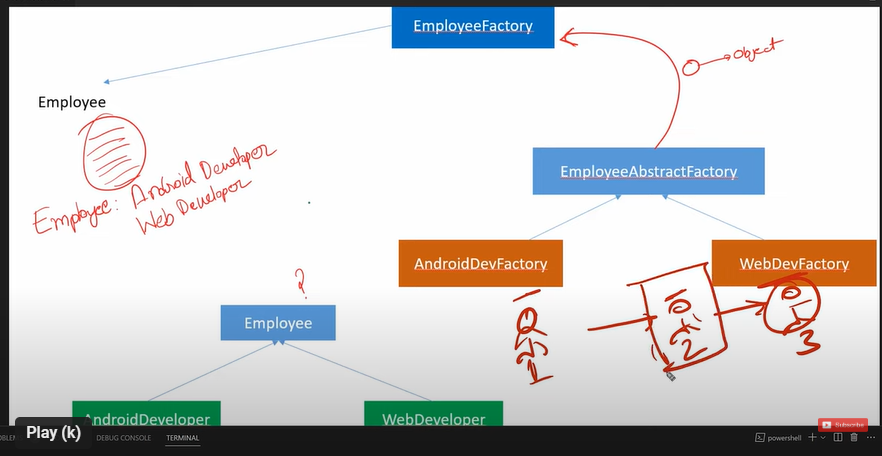 EmployeeFactory
object
Employee
EmployeeAbstractFactory
Employee: Android Developer
Web Developer
AndroidDevFactory
WebDevFactory
?
Employee
AndroidDeveloper
WebDeveloper
Play (k)
DEBUG CONSOLE
TERMINAL
Subscribe
powershell